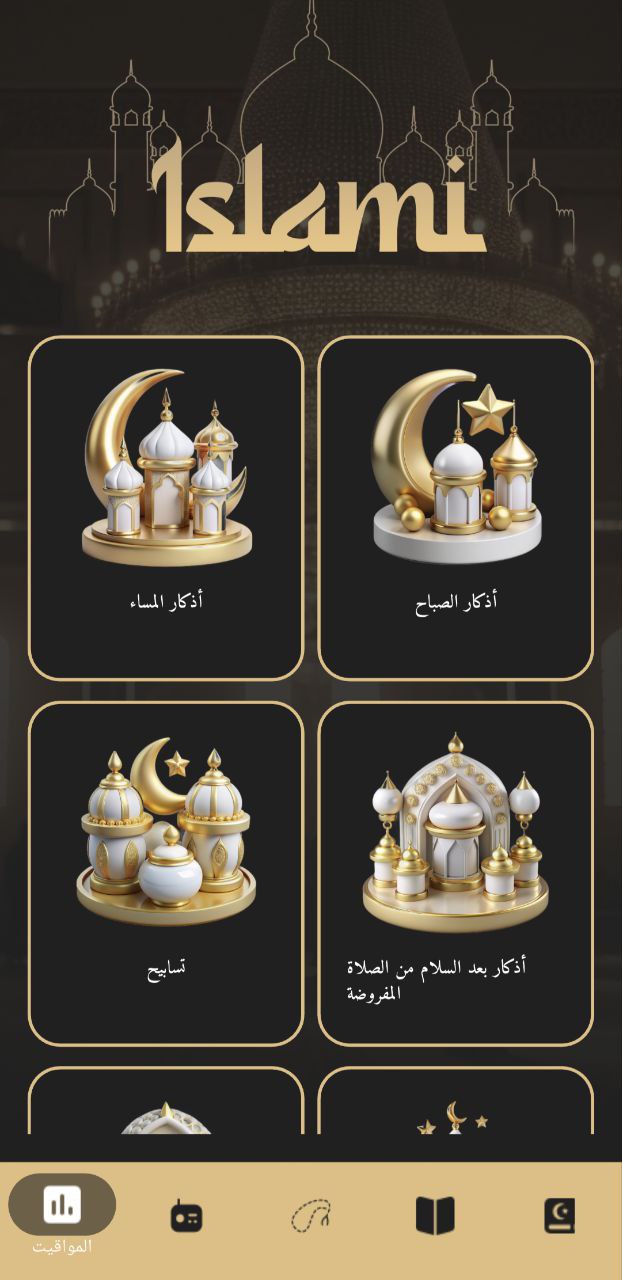 Islami
أذكار الصباح
أذكار المساء
أذكار بعد السلام من الصلاة
المفروضة
تسابيح
المواقيت